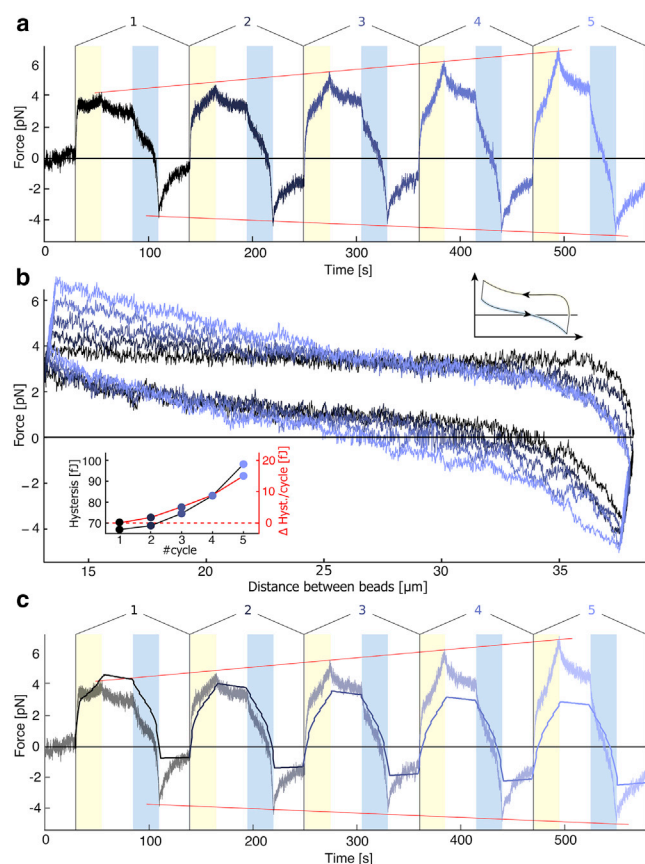 a
1 2 3 4 5
6
4
2
0
-2
-4
Force [pN]
0 100 200 300 400 500
Time [s]
b
6
4
2
0
-2
-4
Force [pN]
100
90
80
70
Hystersis [fJ]
20
10
0
Δ Hyst./cycle [fJ]
1 2 3 4 5
#cycle
15 20 25 30 35
Distance between beads [µm]
c
1 2 3 4 5
6
4
2
0
-2
-4
Force [pN]
0 100 200 300 400 500
Time [s]